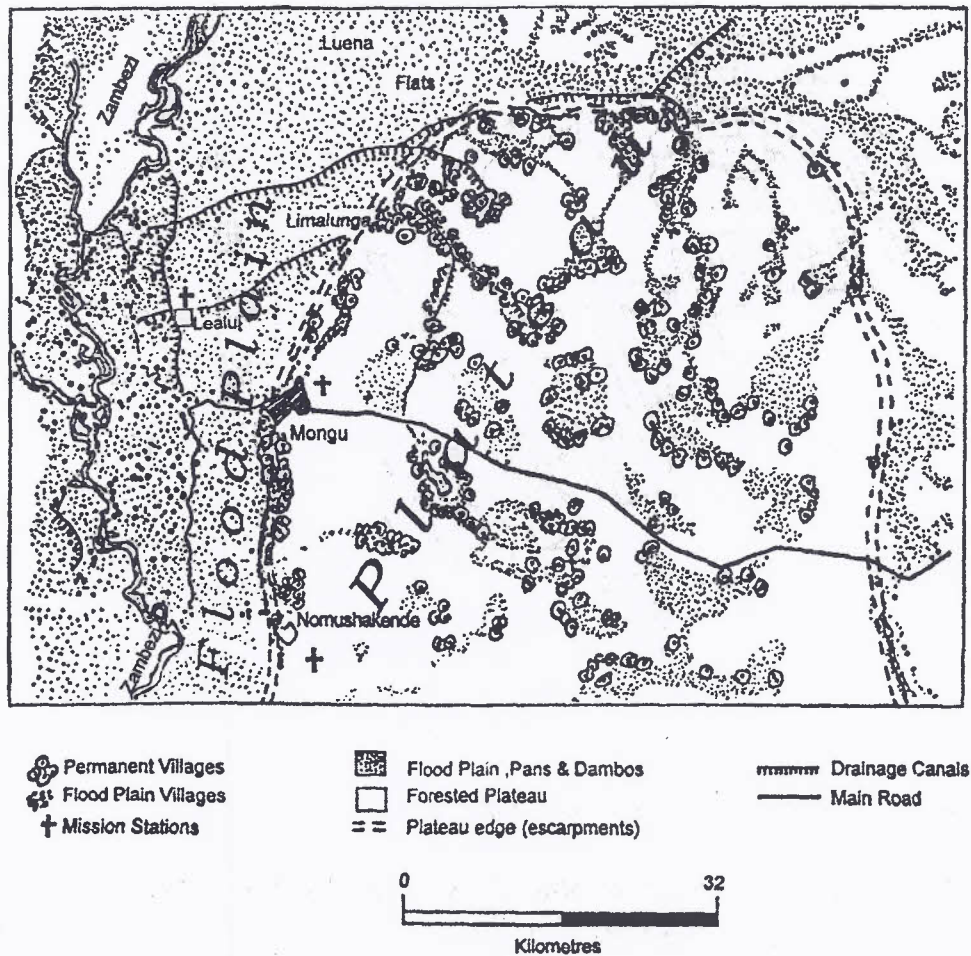 Zambezi
Luena
Flats
Limalunga
Lealui
Flood Plain
Mongu
Plateau
Nomushakende
Zambezi
Permanent Villages
Flood Plain Villages
Mission Stations
Flood Plain ,Pans & Dambos
Forested Plateau
Plateau edge (escarpments)
Drainage Canals
Main Road
0
32
Kilometres